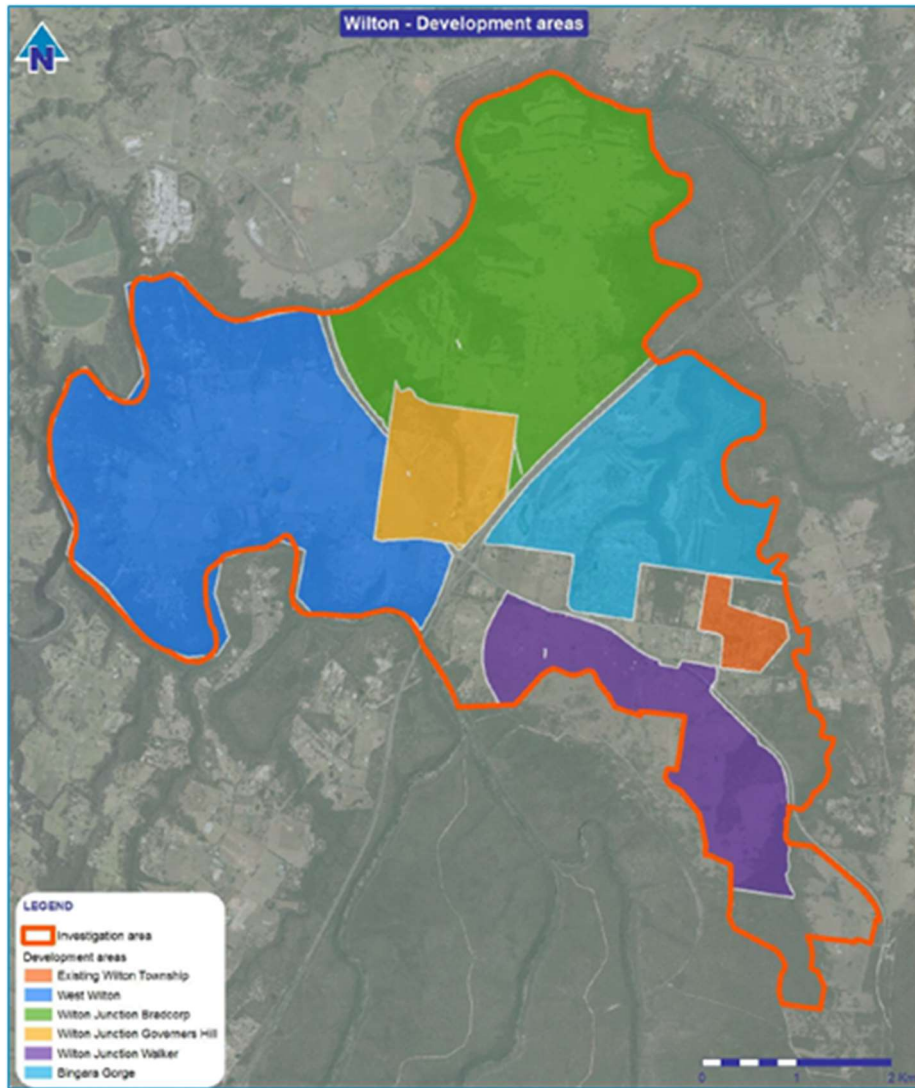 Wilton - Development areas
N
LEGEND
Investigation area
Development areas
Existing Wilton Township
West Wilton
Wilton Junction Bradcorp
Wilton Junction Governers Hill
Wilton Junction Walker
Bingara Gorge
0 1 2 Km